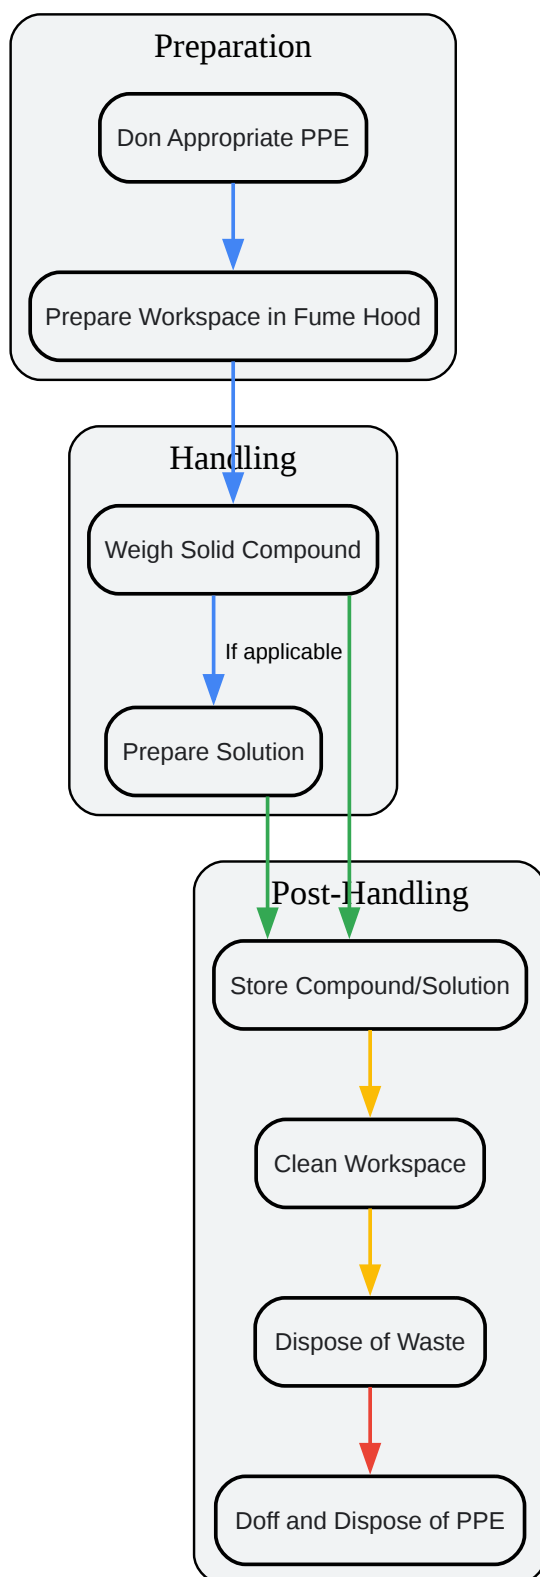 Preparation
Don Appropriate PPE
Prepare Workspace in Fume Hood
Handling
Weigh Solid Compound
If applicable
Prepare Solution
Post-Handling
Store Compound/Solution
Clean Workspace
Dispose of Waste
Doff and Dispose of PPE